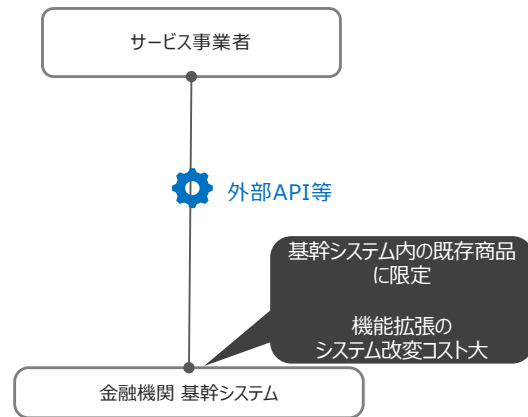 サービス事業者
外部API等
基幹システム内の既存商品
に限定
機能拡張の
システム改変コスト大
金融機関 基幹システム